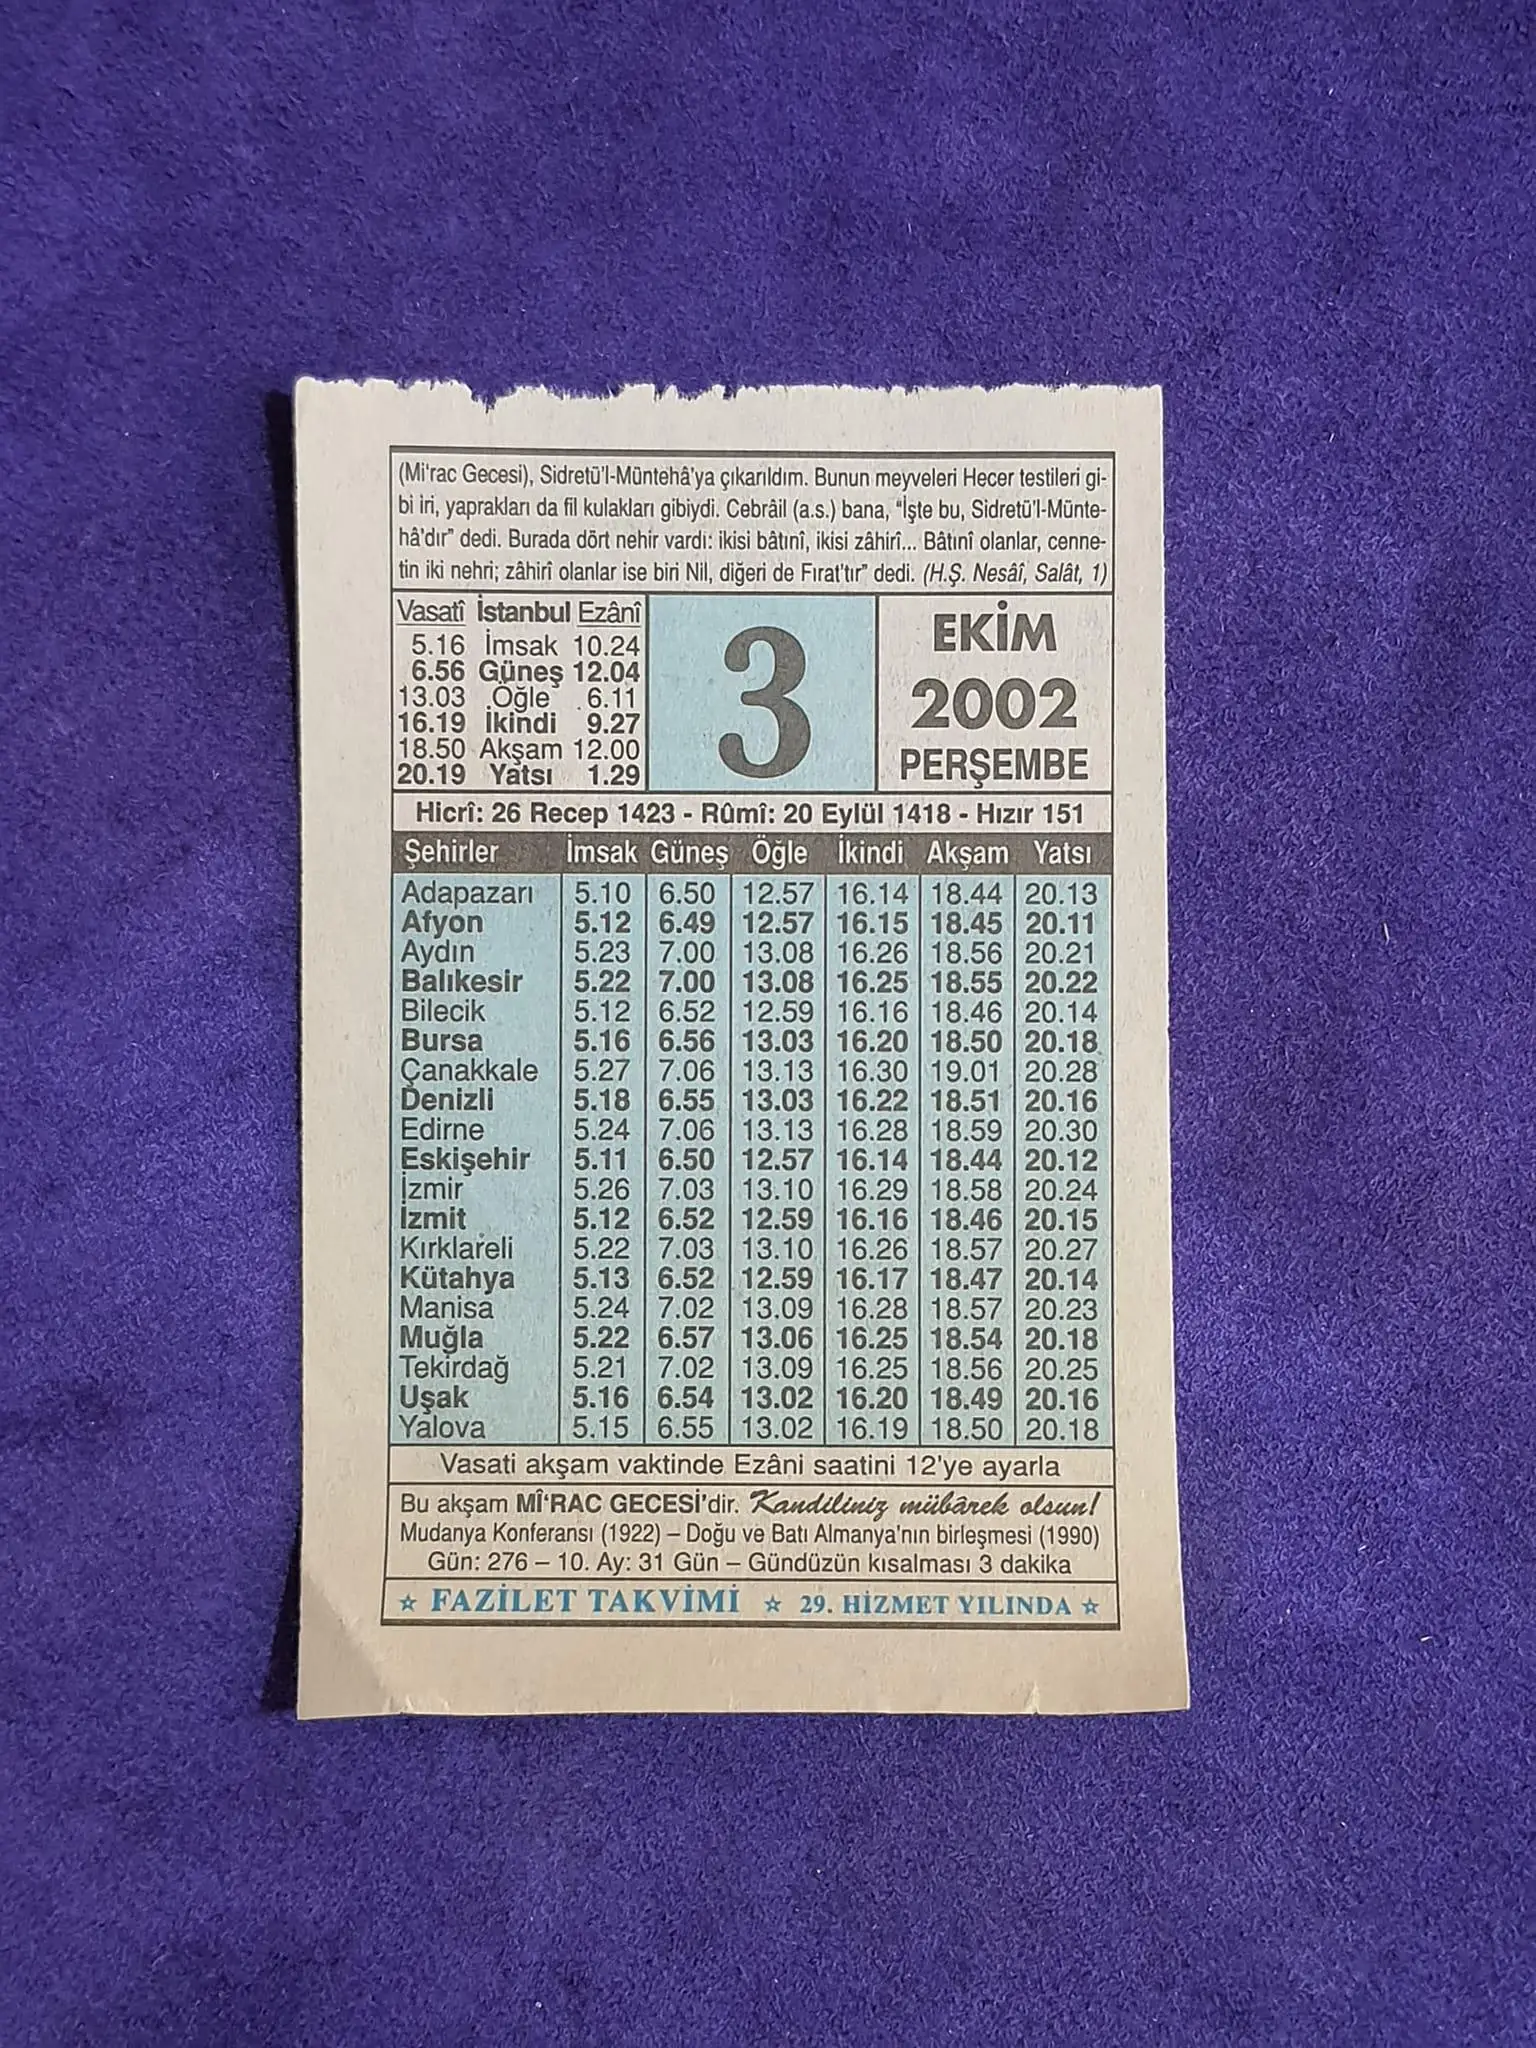 (Mi'rac Gecesi), Sidretü'l-Müntehâ'ya çıkarıldım. Bunun meyveleri Hecer testileri gi-
bi iri, yaprakları da fil kulakları gibiydi. Cebrâil (a.s.) bana, "İşte bu, Sidretü'l-Münte-
hâ'dır" dedi. Burada dört nehir vardı: ikisi bâtınî, ikisi zâhirî... Bâtınî olanlar, cenne-
tin iki nehri; zâhirî olanlar ise biri Nil, diğeri de Fırat'tır" dedi. (H.Ş. Nesâî, Salât, 1)
Vasatî İstanbul Ezânî
5.16 İmsak 10.24
6.56 Güneş 12.04
13.03 Öğle 6.11
16.19 İkindi 9.27
18.50 Akşam 12.00
20.19 Yatsı 1.29
3
EKİM
2002
PERŞEMBE
Hicrî: 26 Recep 1423 - Rûmî: 20 Eylül 1418 - Hızır 151
Şehirler İmsak Güneş Öğle İkindi Akşam Yatsı
Adapazarı 5.10 6.50 12.57 16.14 18.44 20.13
Afyon 5.12 6.49 12.57 16.15 18.45 20.11
Aydın 5.23 7.00 13.08 16.26 18.56 20.21
Balıkesir 5.22 7.00 13.08 16.25 18.55 20.22
Bilecik 5.12 6.52 12.59 16.16 18.46 20.14
Bursa 5.16 6.56 13.03 16.20 18.50 20.18
Çanakkale 5.27 7.06 13.13 16.30 19.01 20.28
Denizli 5.18 6.55 13.03 16.22 18.51 20.16
Edirne 5.24 7.06 13.13 16.28 18.59 20.30
Eskişehir 5.11 6.50 12.57 16.14 18.44 20.12
İzmir 5.26 7.03 13.10 16.29 18.58 20.24
İzmit 5.12 6.52 12.59 16.16 18.46 20.15
Kırklareli 5.22 7.03 13.10 16.26 18.57 20.27
Kütahya 5.13 6.52 12.59 16.17 18.47 20.14
Manisa 5.24 7.02 13.09 16.28 18.57 20.23
Muğla 5.22 6.57 13.06 16.25 18.54 20.18
Tekirdağ 5.21 7.02 13.09 16.25 18.56 20.25
Uşak 5.16 6.54 13.02 16.20 18.49 20.16
Yalova 5.15 6.55 13.02 16.19 18.50 20.18
Vasati akşam vaktinde Ezâni saatini 12'ye ayarla
Bu akşam MÎ'RAC GECESİ'dir. Kandiliniz mübârek olsun!
Mudanya Konferansı (1922) – Doğu ve Batı Almanya'nın birleşmesi (1990)
Gün: 276 – 10. Ay: 31 Gün – Gündüzün kısalması 3 dakika
☆ FAZİLET TAKVİMİ ☆ 29. HİZMET YILINDA ☆